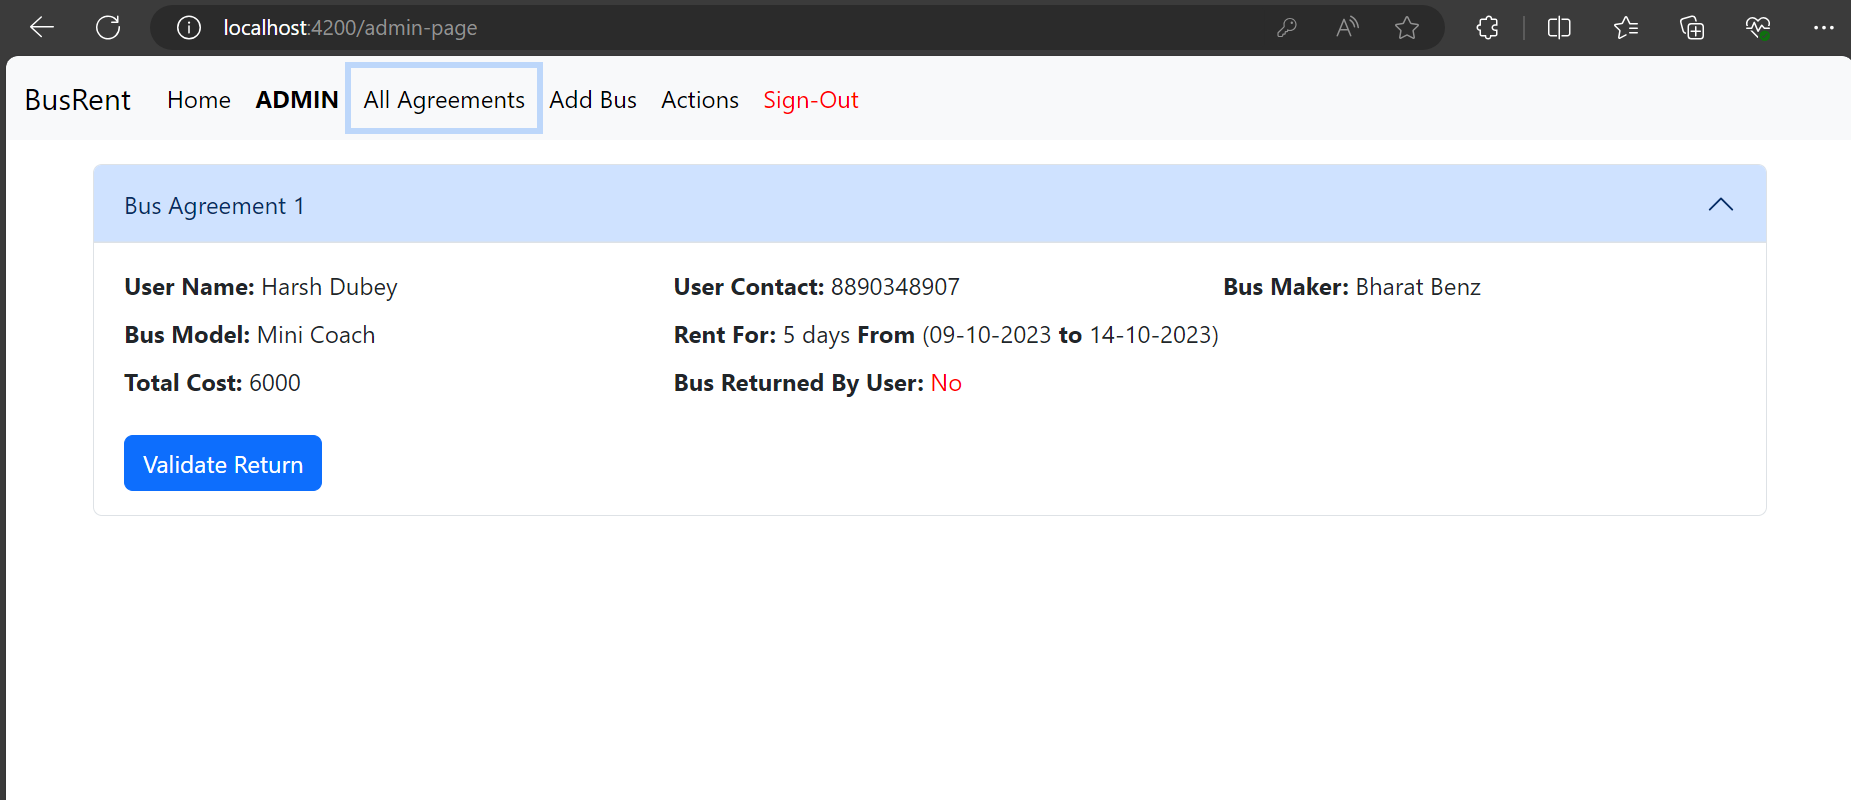 localhost:4200/admin-page
BusRent Home ADMIN All Agreements Add Bus Actions Sign-Out
Bus Agreement 1
User Name: Harsh Dubey User Contact: 8890348907 Bus Maker: Bharat Benz
Bus Model: Mini Coach Rent For: 5 days From (09-10-2023 to 14-10-2023)
Total Cost: 6000 Bus Returned By User: No
Validate Return